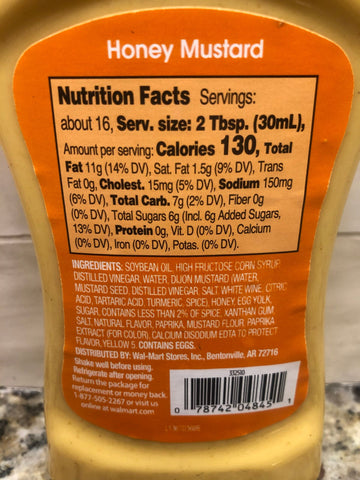 Honey Mustard
Nutrition Facts Servings:
about 16, Serv. size: 2 Tbsp. (30mL),
Amount per serving: Calories 130, Total
Fat 11g (14% DV), Sat. Fat 1.5g (9% DV), Trans
Fat 0g, Cholest. 15mg (5% DV), Sodium 150mg
(6% DV), Total Carb. 7g (2% DV), Fiber 0g
(0% DV), Total Sugars 6g (Incl. 6g Added Sugars,
13% DV), Protein 0g, Vit. D (0% DV), Calcium
(0% DV), Iron (0% DV), Potas. (0% DV).
INGREDIENTS: SOYBEAN OIL, HIGH FRUCTOSE CORN SYRUP,
DISTILLED VINEGAR, WATER, DIJON MUSTARD (WATER,
MUSTARD SEED, DISTILLED VINEGAR, SALT WHITE WINE, CITRIC
ACID, TARTARIC ACID, TURMERIC, SPICE), HONEY, EGG YOLK,
SUGAR, CONTAINS LESS THAN 2% OF SPICE, XANTHAN GUM,
SALT, NATURAL FLAVOR, PAPRIKA, MUSTARD FLOUR, PAPRIKA
EXTRACT (FOR COLOR), CALCIUM DISODIUM EDTA TO PROTECT
FLAVOR, YELLOW 5. CONTAINS EGGS.
DISTRIBUTED BY: Wal-Mart Stores, Inc., Bentonville, AR 72716
Shake well before using.
Refrigerate after opening.
Return the package for
replacement or money back.
1-877-505-2267 or visit us
online at walmart.com
512510
0 78742 04845 1